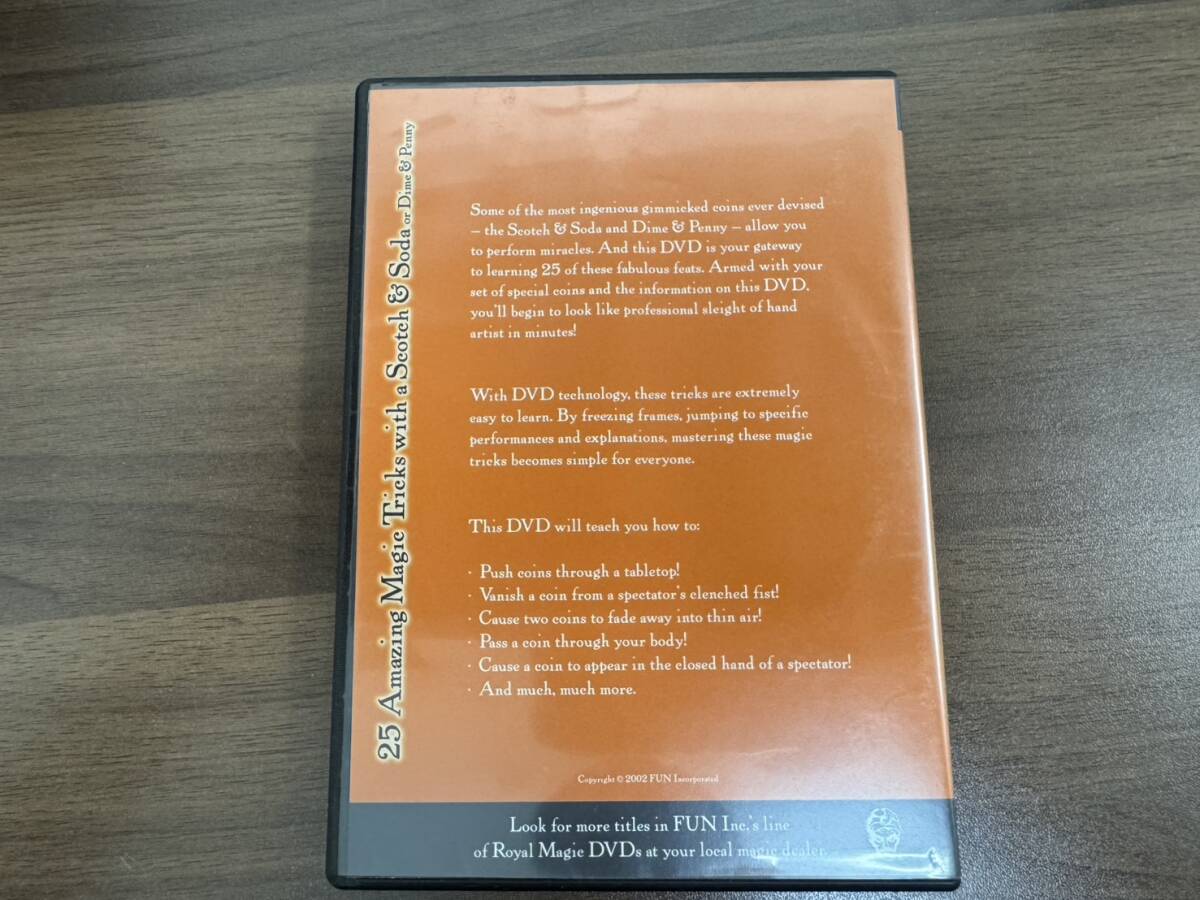 25 Amazing Magic Tricks with a Scotch & Soda or Dime & Penny
Some of the most ingenious gimmicked coins ever devised
– the Scotch & Soda and Dime & Penny – allow you
to perform miracles. And this DVD is your gateway
to learning 25 of these fabulous feats. Armed with your
set of special coins and the information on this DVD,
you'll begin to look like professional sleight of hand
artist in minutes!
With DVD technology, these tricks are extremely
easy to learn. By freezing frames, jumping to specific
performances and explanations, mastering these magic
tricks becomes simple for everyone.
This DVD will teach you how to:
· Push coins through a tabletop!
· Vanish a coin from a spectator's clenched fist!
· Cause two coins to fade away into thin air!
· Pass a coin through your body!
· Cause a coin to appear in the closed hand of a spectator!
· And much, much more.
Copyright © 2002 FUN Incorporated
Look for more titles in FUN Inc.'s line
of Royal Magic DVDs at your local magic dealer.